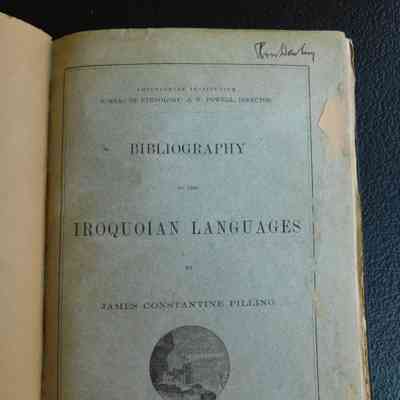 SMITHSONIAN INSTITUTION
BUREAU OF ETHNOLOGY: J. W. POWELL, DIRECTOR
BIBLIOGRAPHY
OF THE
IROQUOIAN LANGUAGES
BY
JAMES CONSTANTINE PILLING